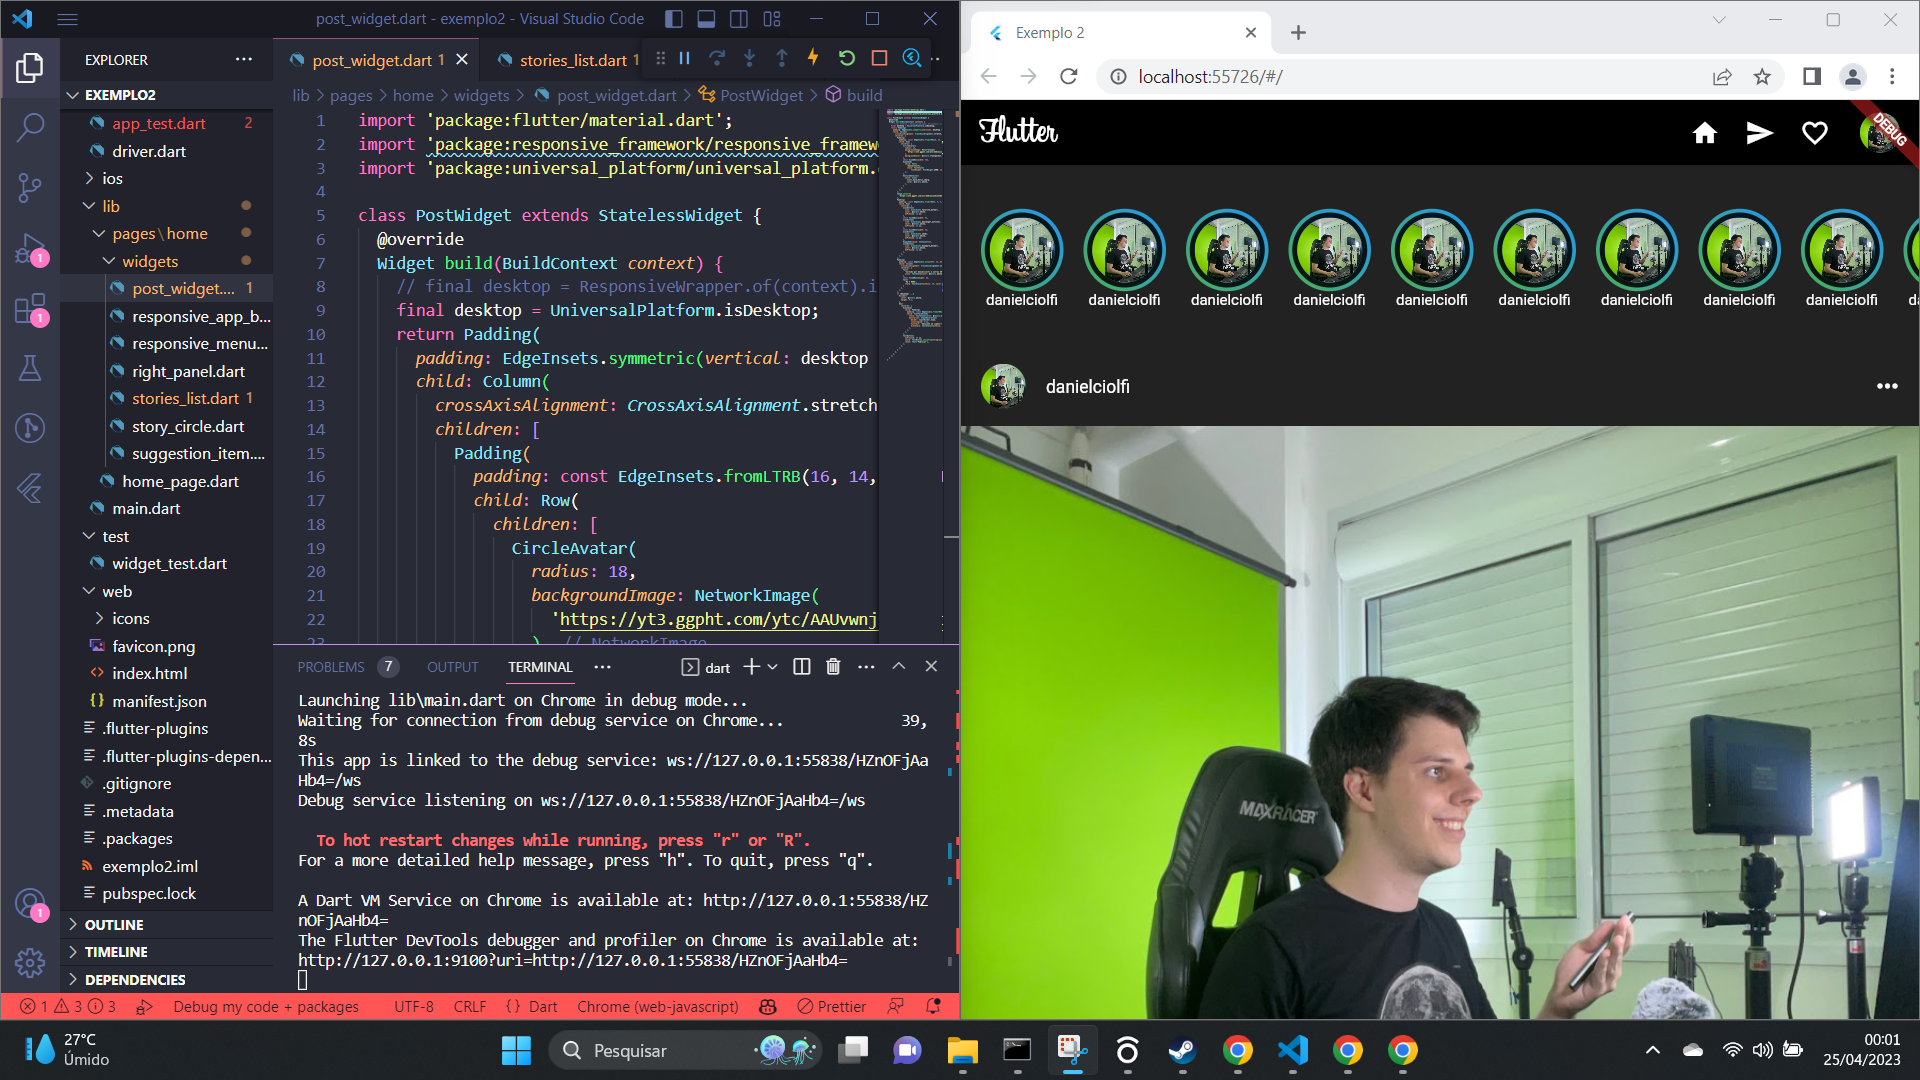 post_widget.dart - exemplo2 - Visual Studio Code
EXPLORER
EXEMPLO2
app_test.dart 2
driver.dart
ios
lib
pages\home
widgets
post_widget.... 1
responsive_app_b...
responsive_menu...
right_panel.dart
stories_list.dart 1
story_circle.dart
suggestion_item....
home_page.dart
main.dart
test
widget_test.dart
web
icons
favicon.png
index.html
manifest.json
.flutter-plugins
.flutter-plugins-depen...
.gitignore
.metadata
.packages
exemplo2.iml
pubspec.lock
OUTLINE
TIMELINE
DEPENDENCIES
1
1
1
post_widget.dart 1
stories_list.dart 1
lib > pages > home > widgets > post_widget.dart > PostWidget > build
1 import 'package:flutter/material.dart';
2 import 'package:responsive_framework/responsive_framew
3 import 'package:universal_platform/universal_platform.
4
5 class PostWidget extends StatelessWidget {
6 @override
7 Widget build(BuildContext context) {
8 // final desktop = ResponsiveWrapper.of(context).i
9 final desktop = UniversalPlatform.isDesktop;
10 return Padding(
11 padding: EdgeInsets.symmetric(vertical: desktop
12 child: Column(
13 crossAxisAlignment: CrossAxisAlignment.stretch
14 children: [
15 Padding(
16 padding: const EdgeInsets.fromLTRB(16, 14,
17 child: Row(
18 children: [
19 CircleAvatar(
20 radius: 18,
21 backgroundImage: NetworkImage(
22 'https://yt3.ggpht.com/ytc/AAUvwnj
23 ) // NetworkImage
PROBLEMS 7 OUTPUT TERMINAL ... dart
Launching lib\main.dart on Chrome in debug mode...
Waiting for connection from debug service on Chrome... 39,
8s
This app is linked to the debug service: ws://127.0.0.1:55838/HZnOFjAa
Hb4=/ws
Debug service listening on ws://127.0.0.1:55838/HZnOFjAaHb4=/ws
To hot restart changes while running, press "r" or "R".
For a more detailed help message, press "h". To quit, press "q".
A Dart VM Service on Chrome is available at: http://127.0.0.1:55838/HZ
nOFjAaHb4=
The Flutter DevTools debugger and profiler on Chrome is available at:
http://127.0.0.1:9100?uri=http://127.0.0.1:55838/HZnOFjAaHb4=
1 3 3 Debug my code + packages UTF-8 CRLF {} Dart Chrome (web-javascript) Prettier
Exemplo 2
localhost:55726/#/
Flutter
DEBUG
danielciolfi danielciolfi danielciolfi danielciolfi danielciolfi danielciolfi danielciolfi danielciolfi danielciolfi
danielciolfi
MAXRACER
27°C
Úmido
Pesquisar
00:01
25/04/2023